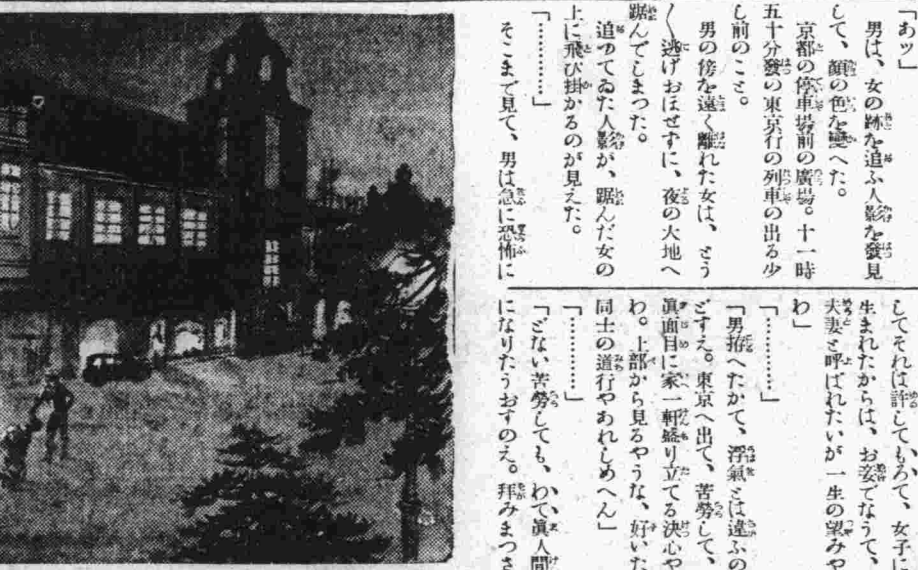 「あッ」
男は、女の跡を追ふ人影を發見
して、顔の色を變へた。
京都の停車場前の廣場。十一時
五十分發の東京行の列車の出る少
し前のこと。
男の傍を遠く離れた女は、とう
〱逃げおほせずに、夜の大地へ
踞んでしまつた。
追つてゐた人影が、踞んだ女の
上に飛び掛かるのが見えた。
「…………」
そこまで見て、男は急に恐怖に
してそれは許してもろて、女子に
生まれたからは、お妾でなうて、
夫妻と呼ばれたいが一生の望みや
わ」
「…………」
「男拵へたかて、浮氣とは違ふの
どすえ。東京へ出て、苦勞して、
眞面目に家一軒盛り立てる決心や
わ。上部から見るやうな、好いた
同士の道行やあれしめへん」
「…………」
「どない苦勞しても、わて眞人間
になりたうおすのえ。拜みまつさ